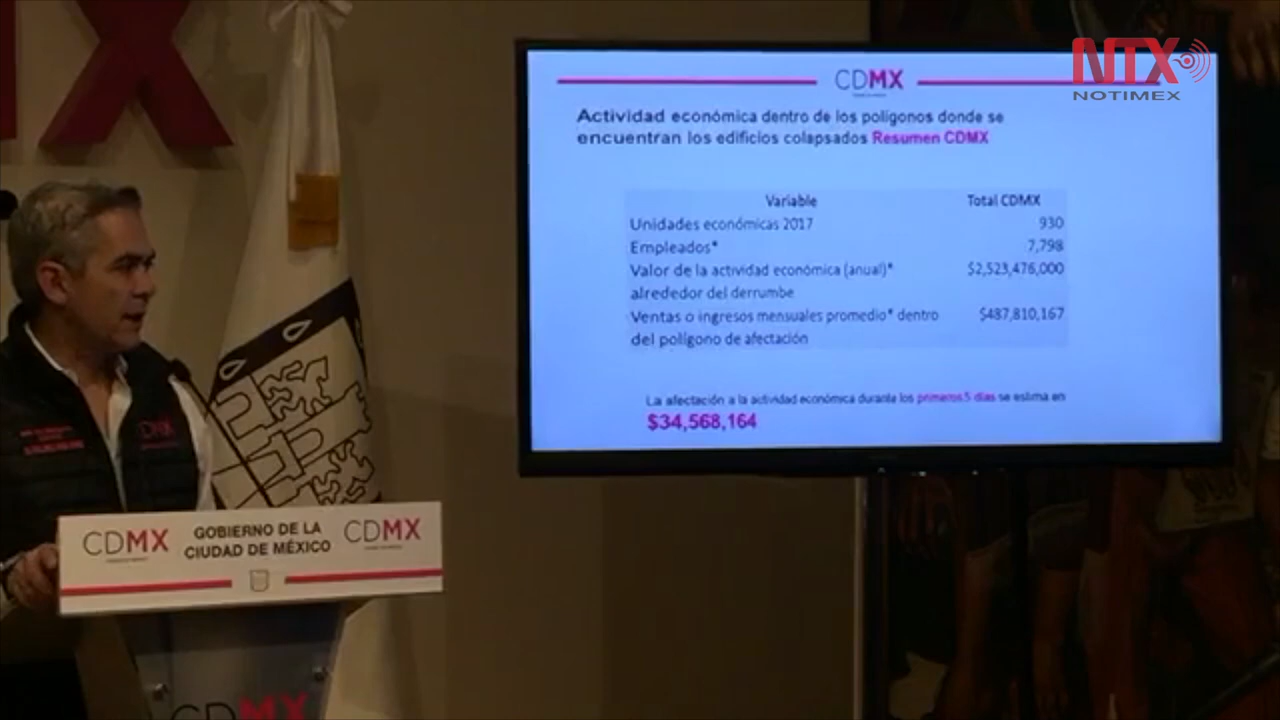 NTX
NOTIMEX
CDMX
Actividad económica dentro de los polígonos donde se
encuentran los edificios colapsados Resumen CDMX
Variable Total CDMX
Unidades económicas 2017 930
Empleados* 7,798
Valor de la actividad económica (anual)* $2,523,476,000
alrededor del derrumbe
Ventas o ingresos mensuales promedio* dentro $487,810,167
del polígono de afectación
La afectación a la actividad económica durante los primeros 5 días se estima en
$34,568,164
CDMX
GOBIERNO DE LA
CIUDAD DE MÉXICO
CDMX
CDMX
X